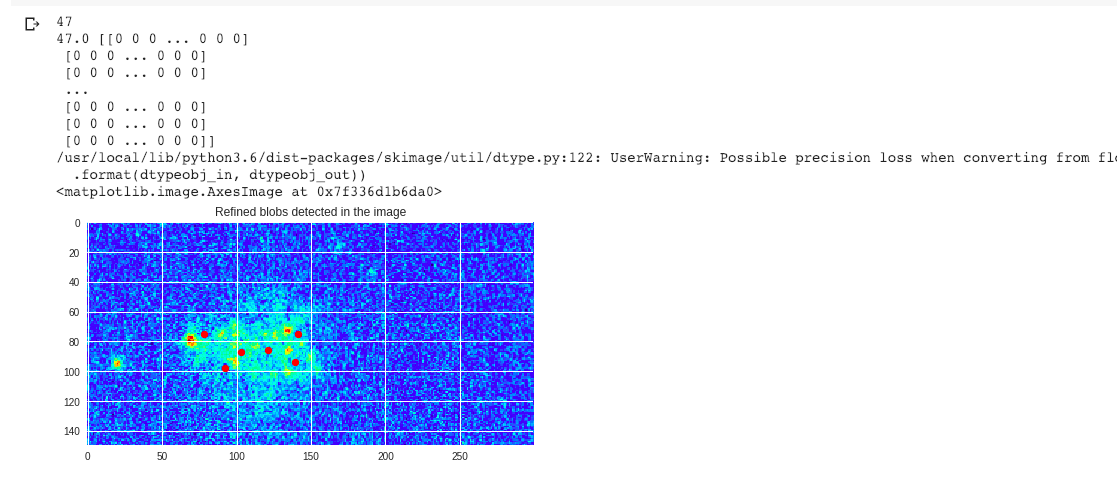 47
47.0 [[0 0 0 ... 0 0 0]
[0 0 0 ... 0 0 0]
[0 0 0 ... 0 0 0]
...
[0 0 0 ... 0 0 0]
[0 0 0 ... 0 0 0]
[0 0 0 ... 0 0 0]]
/usr/local/lib/python3.6/dist-packages/skimage/util/dtype.py:122: UserWarning: Possible precision loss when converting from flo
.format(dtypeobj_in, dtypeobj_out))
<matplotlib.image.AxesImage at 0x7f336d1b6da0>
Refined blobs detected in the image
0
20
40
60
80
100
120
140
0 50 100 150 200 250